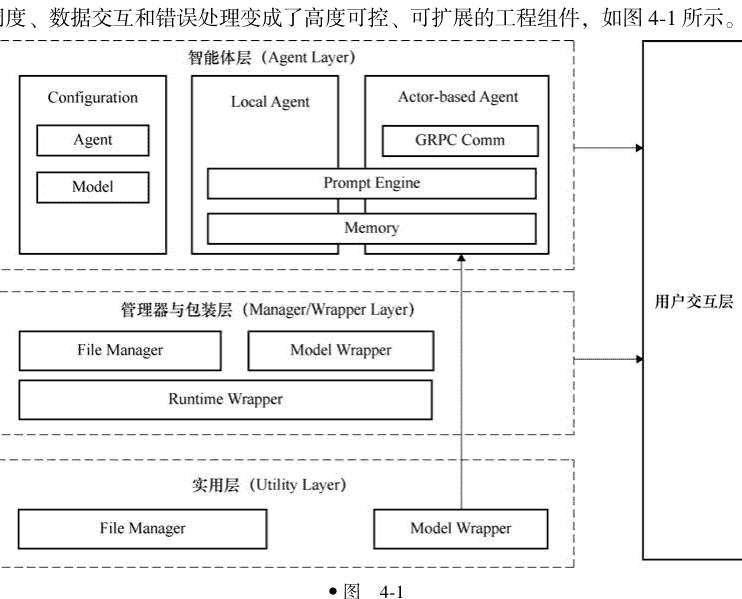 度、数据交互和错误处理变成了高度可控、可扩展的工程组件，如图 4-1 所示。
智能体层（Agent Layer）
Configuration
Agent
Model
Local Agent
Actor-based Agent
GRPC Comm
Prompt Engine
Memory
管理器与包装层（Manager/Wrapper Layer）
File Manager
Model Wrapper
Runtime Wrapper
实用层（Utility Layer）
File Manager
Model Wrapper
用户交互层
●图 4-1